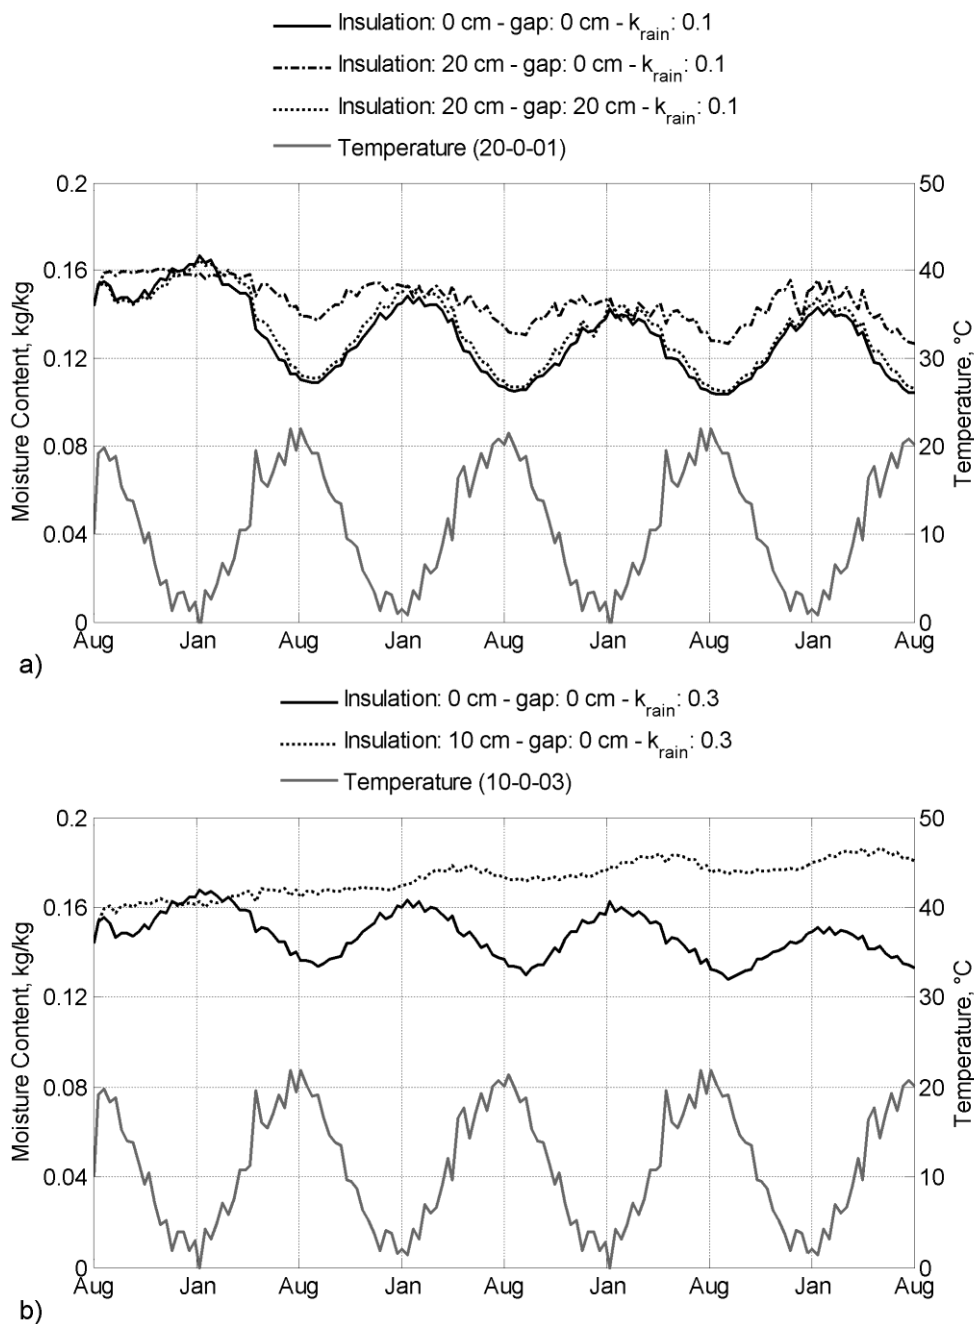 Insulation: 0 cm - gap: 0 cm - k_rain: 0.1
Insulation: 20 cm - gap: 0 cm - k_rain: 0.1
Insulation: 20 cm - gap: 20 cm - k_rain: 0.1
Temperature (20-0-01)
0.2
0.16
0.12
0.08
0.04
0
Moisture Content, kg/kg
50
40
30
20
10
0
Temperature, °C
Aug Jan Aug Jan Aug Jan Aug Jan Aug
a)
Insulation: 0 cm - gap: 0 cm - k_rain: 0.3
Insulation: 10 cm - gap: 0 cm - k_rain: 0.3
Temperature (10-0-03)
0.2
0.16
0.12
0.08
0.04
0
Moisture Content, kg/kg
50
40
30
20
10
0
Temperature, °C
Aug Jan Aug Jan Aug Jan Aug Jan Aug
b)